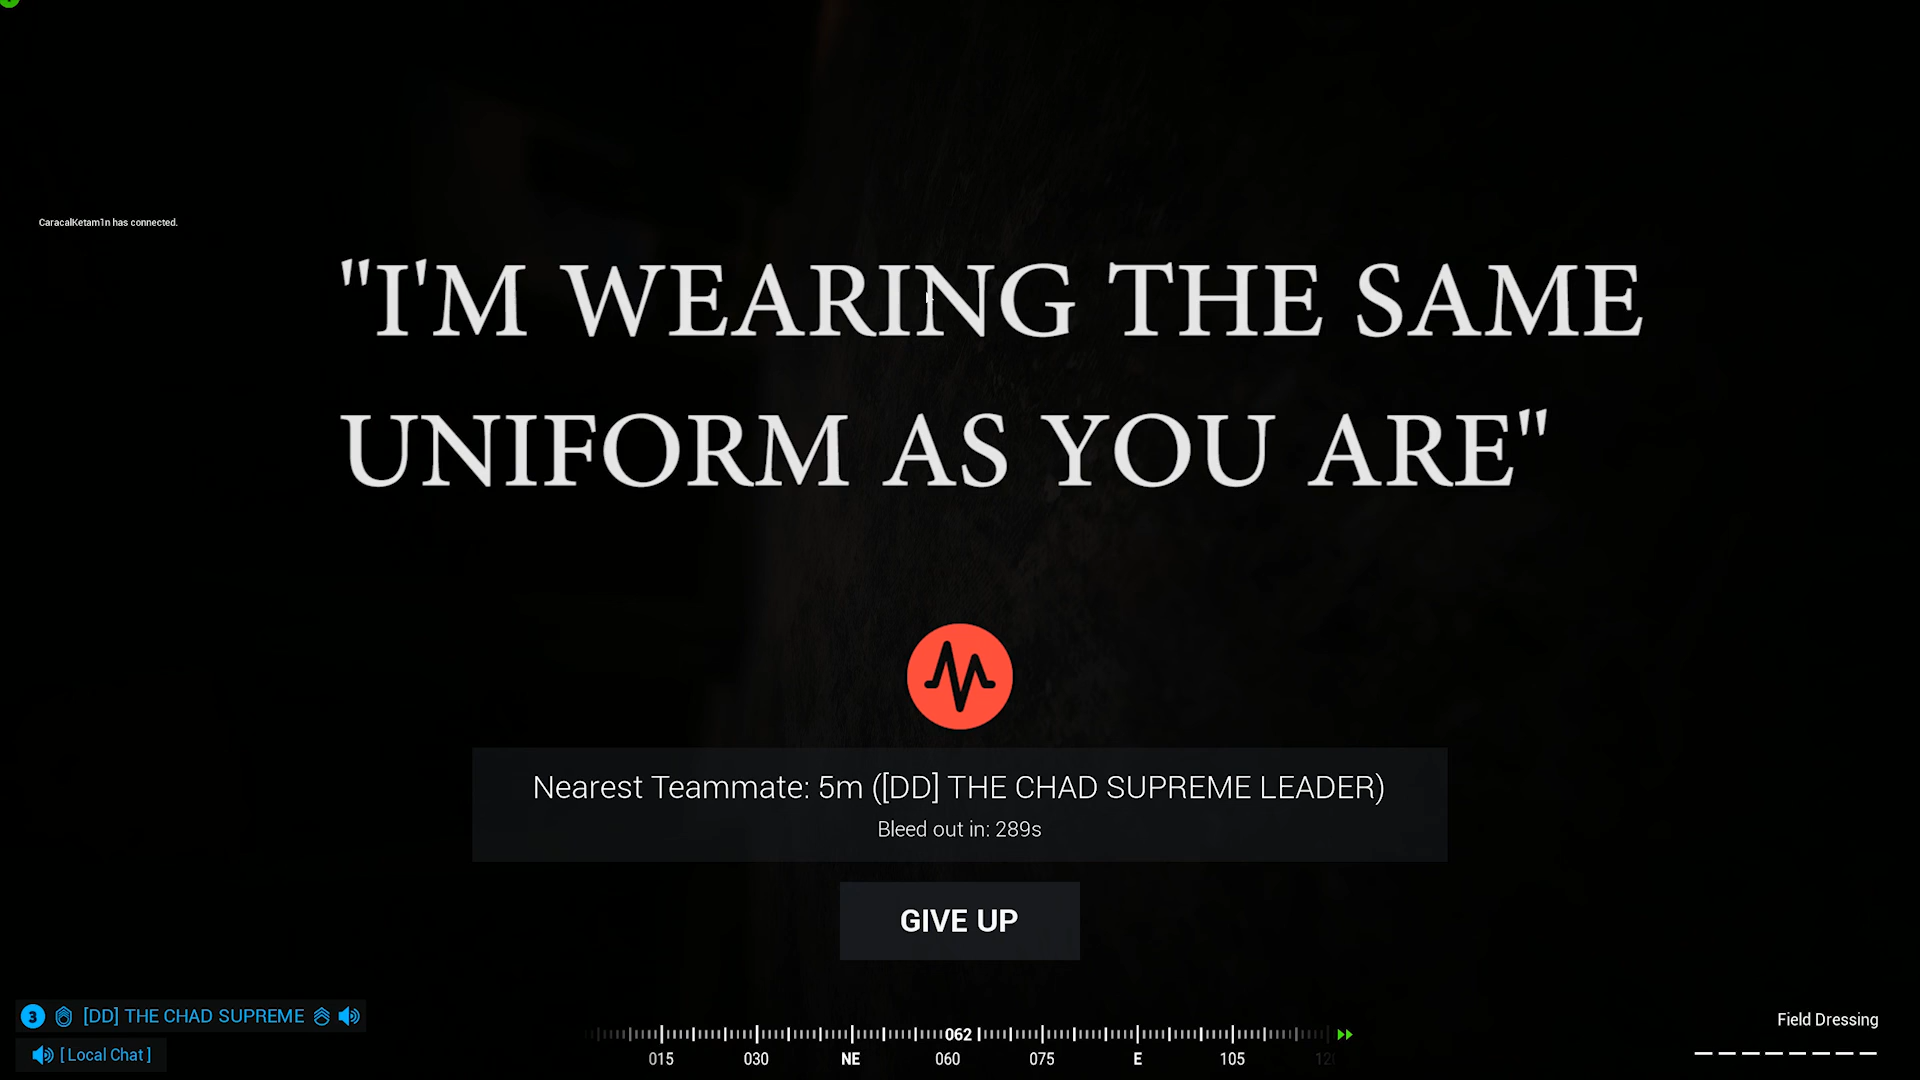 CaracalKetam1n has connected.
"I'M WEARING THE SAME
UNIFORM AS YOU ARE"
Nearest Teammate: 5m ([DD] THE CHAD SUPREME LEADER)
Bleed out in: 289s
GIVE UP
3 [DD] THE CHAD SUPREME
[ Local Chat ]
062
015 030 NE 060 075 E 105
Field Dressing